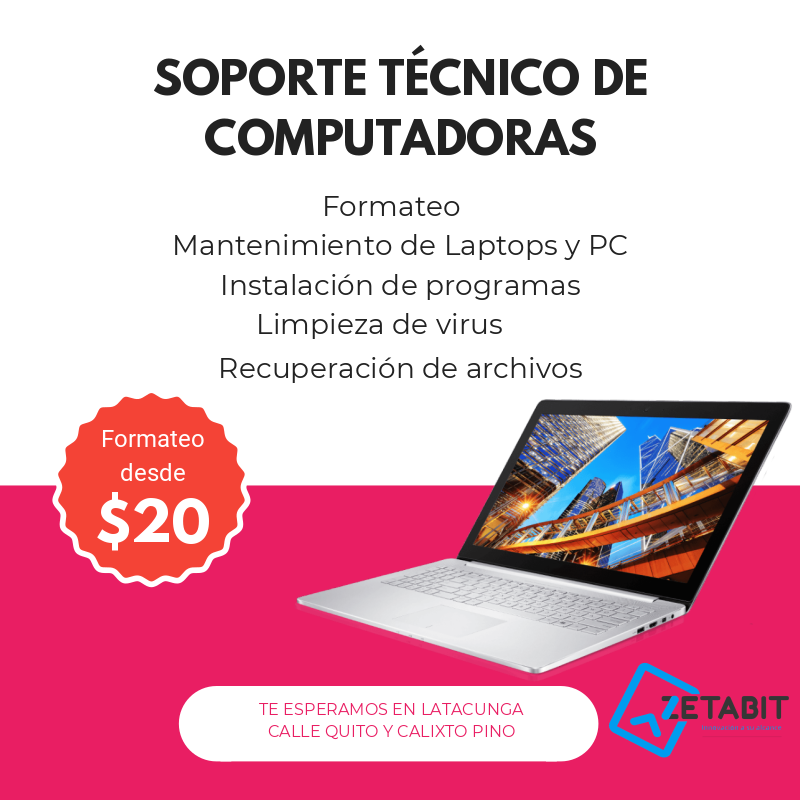 SOPORTE TÉCNICO DE
COMPUTADORAS
Formateo
Mantenimiento de Laptops y PC
Instalación de programas
Limpieza de virus
Recuperación de archivos
Formateo
desde
$20
TE ESPERAMOS EN LATACUNGA
CALLE QUITO Y CALIXTO PINO
ZETABIT